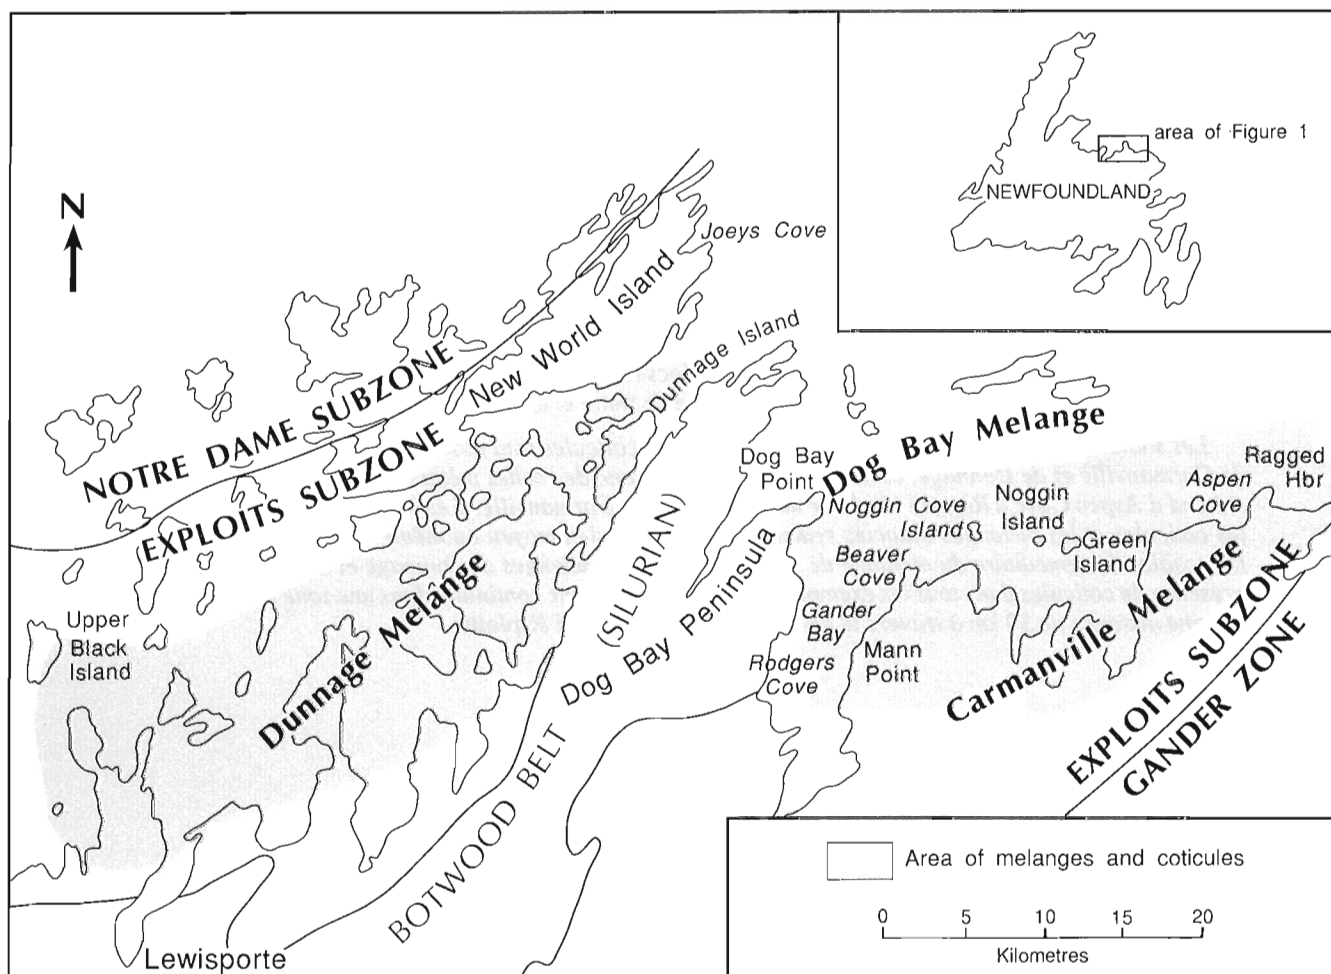 N
area of Figure 1
NEWFOUNDLAND
Joeys Cove
New World Island
NOTRE DAME SUBZONE
EXPLOITS SUBZONE
Dunnage Island
Dog Bay
Point
Dog Bay Melange
Noggin Cove
Island
Noggin
Island
Aspen
Cove
Ragged
Hbr
Beaver
Cove
Green
Island
Gander
Bay
Mann
Point
Rodgers
Cove
Carmanville Melange
EXPLOITS SUBZONE
GANDER ZONE
Upper
Black
Island
Dunnage Melange
(SILURIAN)
Dog Bay Peninsula
BOTWOOD BELT
Lewisporte
Area of melanges and coticules
0 5 10 15 20
Kilometres